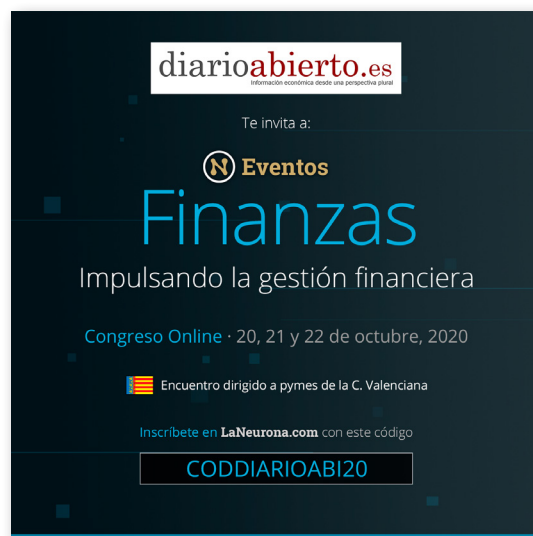 diarioabierto.es
Información económica desde una perspectiva plural
Te invita a:
N Eventos
Finanzas
Impulsando la gestión financiera
Congreso Online · 20, 21 y 22 de octubre, 2020
Encuentro dirigido a pymes de la C. Valenciana
Inscríbete en LaNeurona.com con este código
CODDIARIOABI20